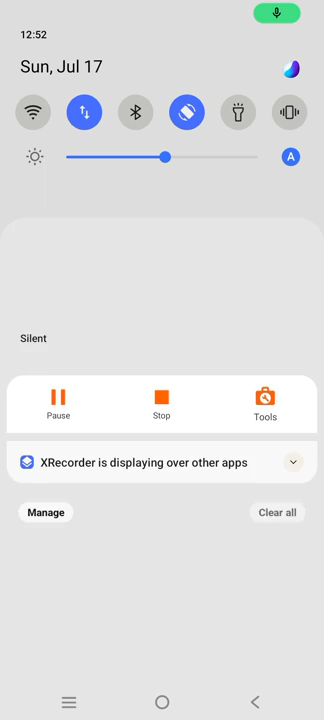 12:52
Sun, Jul 17
A
Silent
Pause
Stop
Tools
XRecorder is displaying over other apps
Manage
Clear all